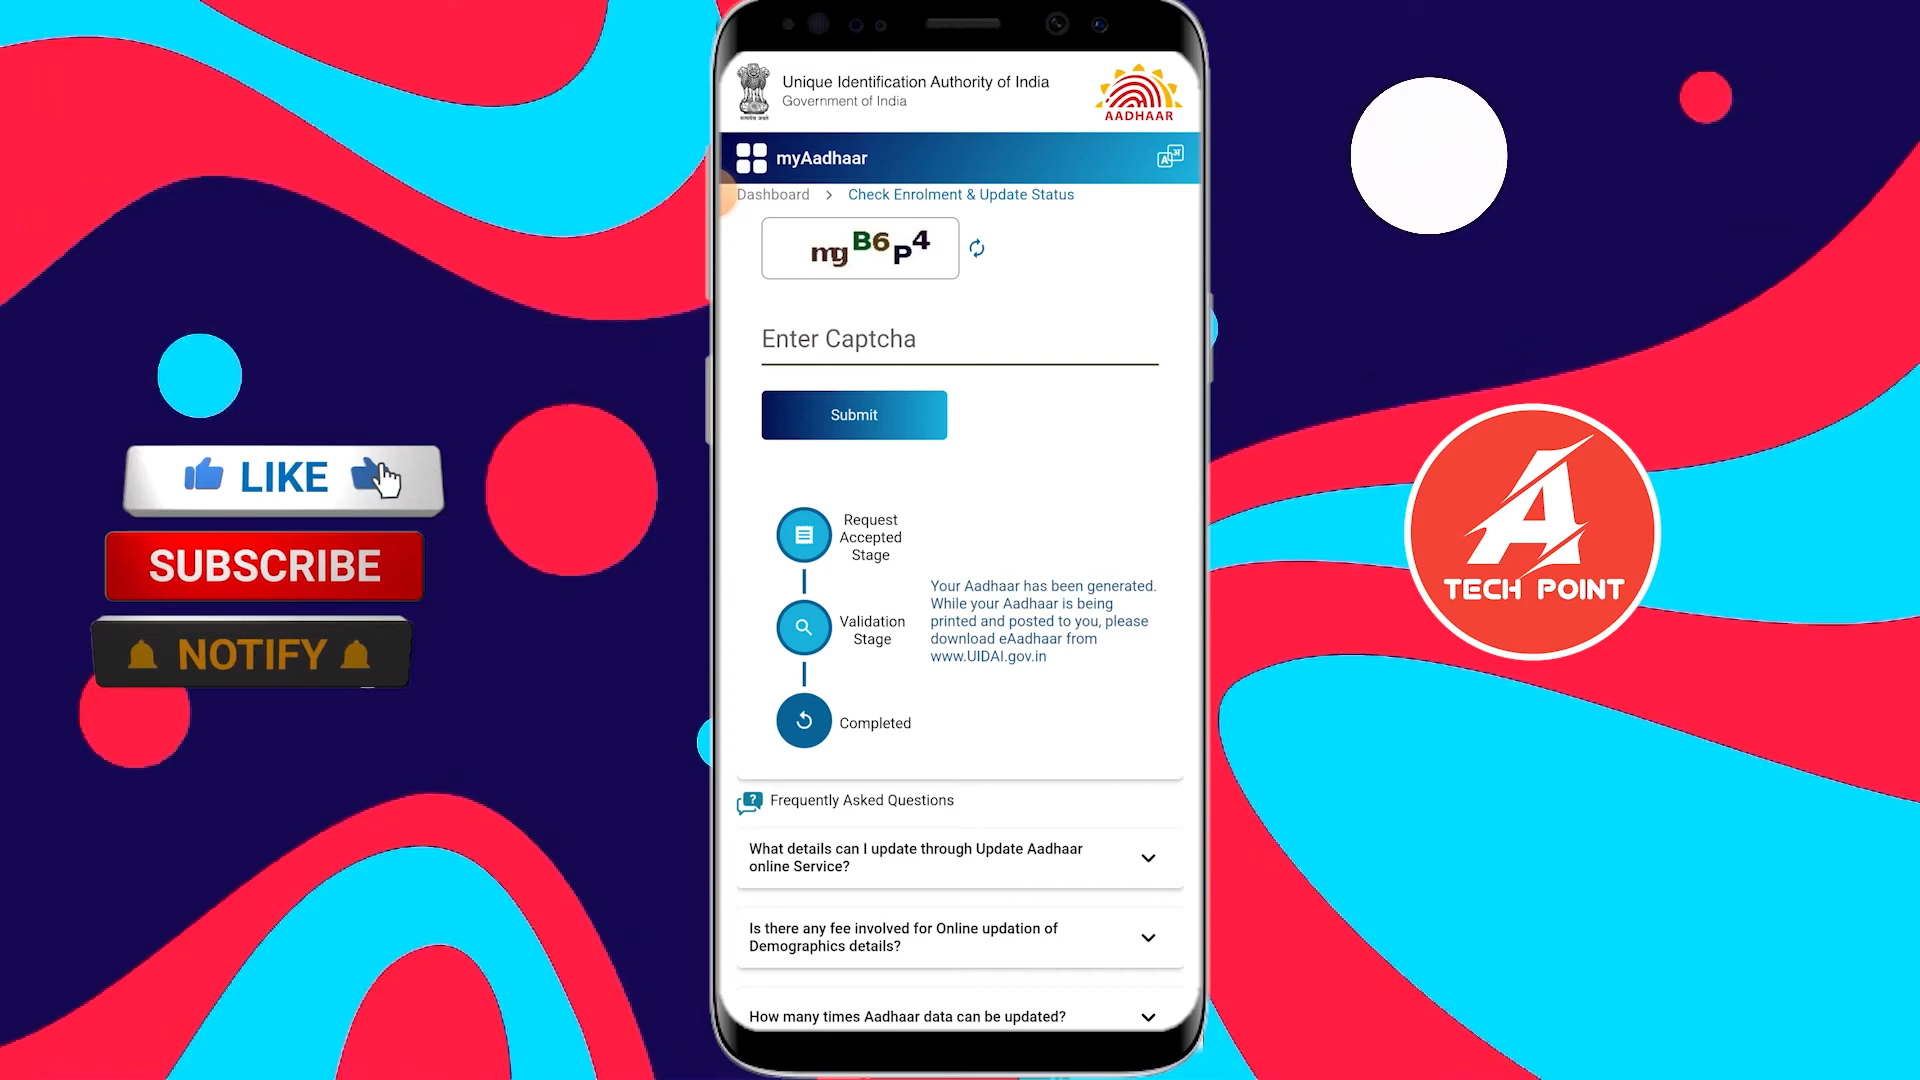 Unique Identification Authority of India
Government of India
AADHAAR
myAadhaar
Dashboard > Check Enrolment & Update Status
mgB6P4
Enter Captcha
Submit
Request
Accepted
Stage
Validation
Stage
Completed
Your Aadhaar has been generated.
While your Aadhaar is being
printed and posted to you, please
download eAadhaar from
www.UIDAI.gov.in
Frequently Asked Questions
What details can I update through Update Aadhaar
online Service?
Is there any fee involved for Online updation of
Demographics details?
How many times Aadhaar data can be updated?
LIKE
SUBSCRIBE
NOTIFY
A
TECH POINT